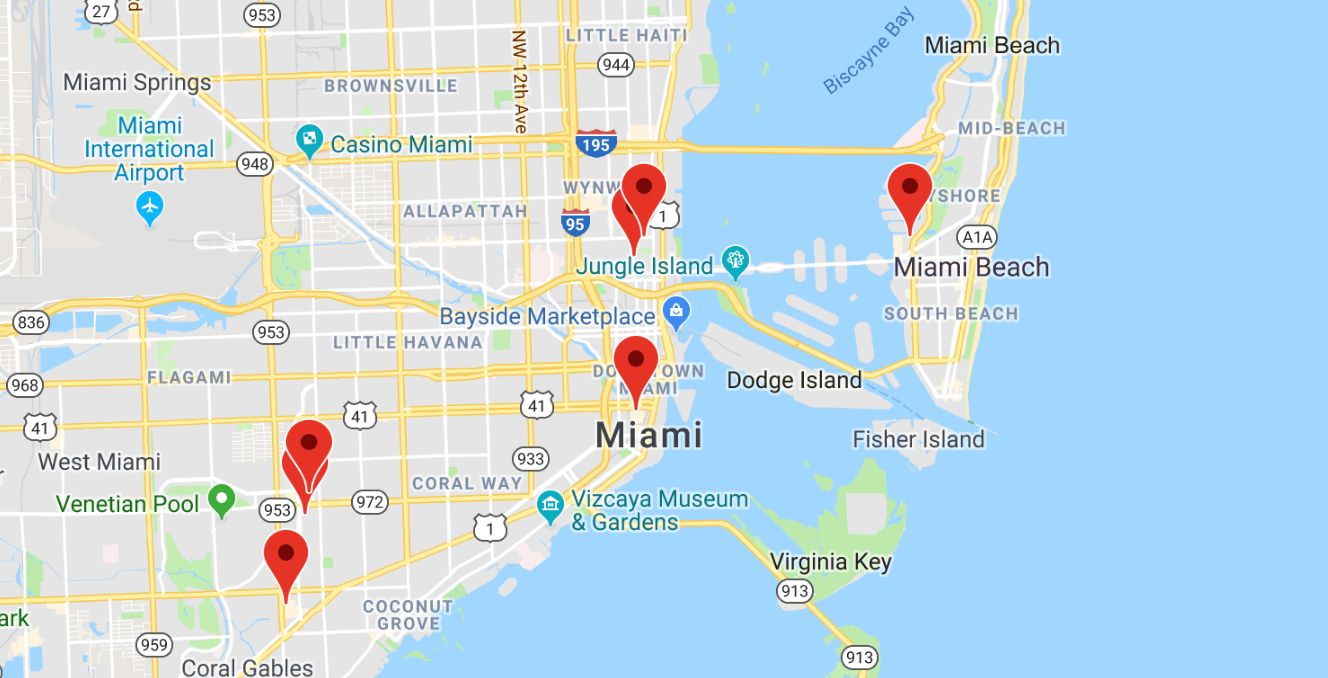 27
953
LITTLE HAITI
944
Miami Beach
Biscayne Bay
Miami Springs
BROWNSVILLE
NW 12th Ave
Miami
International
Airport
Casino Miami
195
MID-BEACH
948
WYNW
YSHORE
ALLAPATTAH
95
1
A1A
Jungle Island
Miami Beach
836
953
Bayside Marketplace
SOUTH BEACH
LITTLE HAVANA
968
FLAGAMI
DO
TOWN
MIAMI
Dodge Island
41
41
41
Miami
Fisher Island
West Miami
933
CORAL WAY
Venetian Pool
953
972
1
Vizcaya Museum
& Gardens
Virginia Key
913
COCONUT
GROVE
ark
959
913
Coral Gables